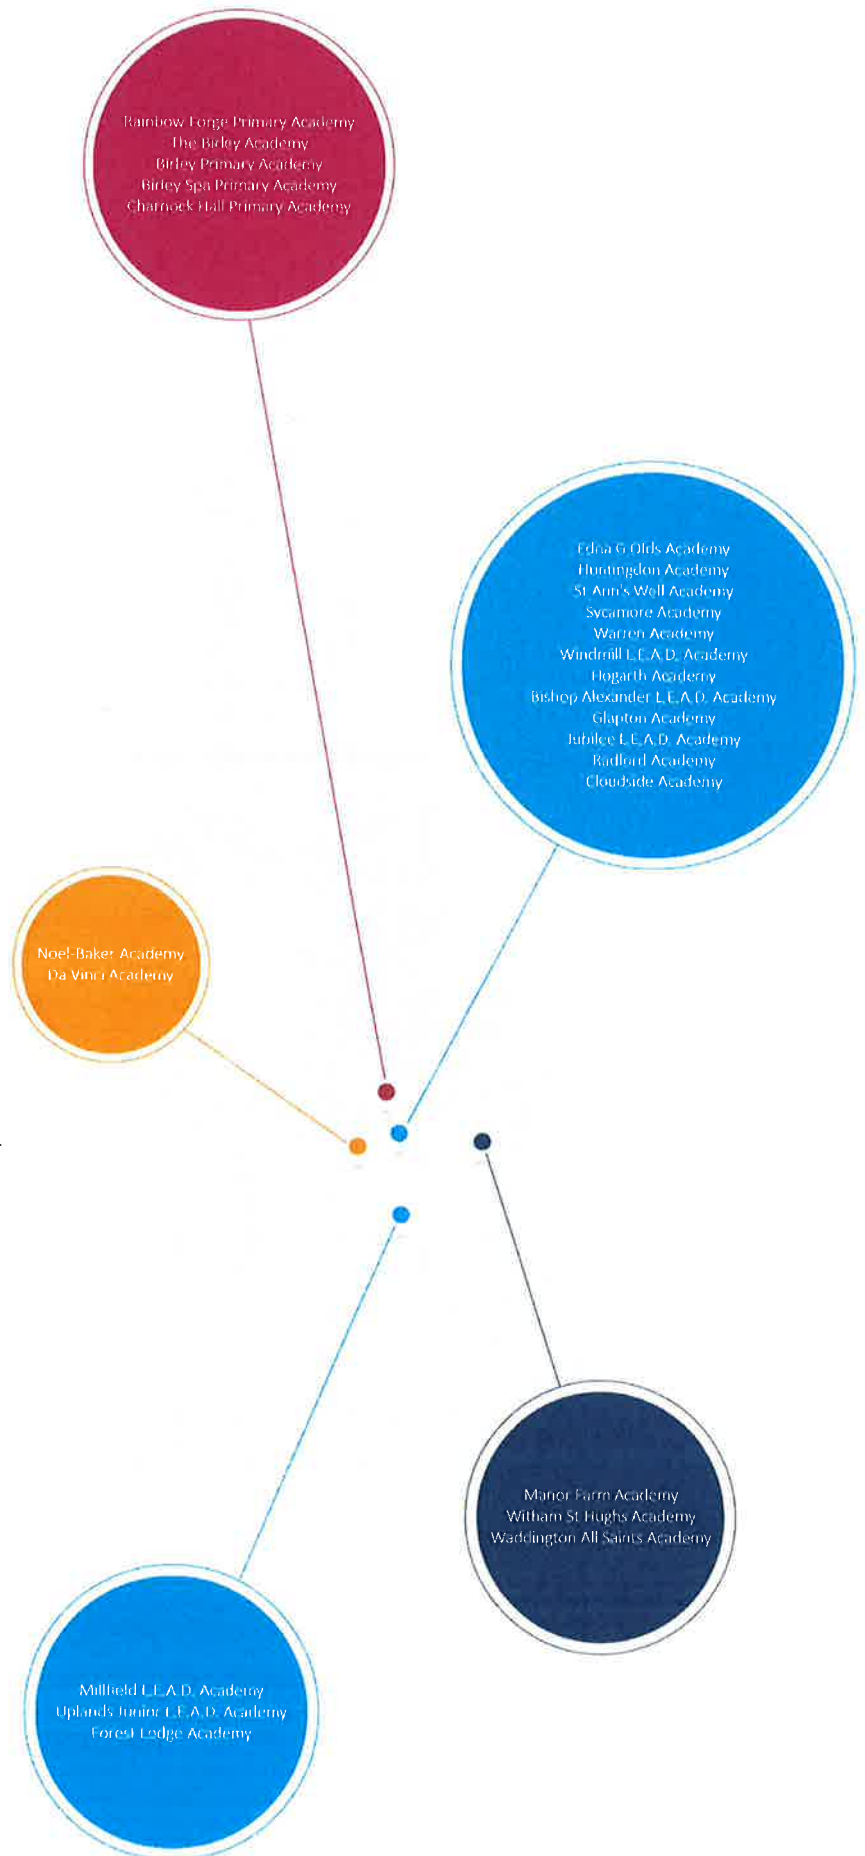 Rainbow Forge Primary Academy
The Birley Academy
Birley Primary Academy
Birley Spa Primary Academy
Charnock Hall Primary Academy
Edna G Olds Academy
Huntingdon Academy
St Ann's Well Academy
Sycamore Academy
Warren Academy
Windmill L.E.A.D. Academy
Hogarth Academy
Bishop Alexander L.E.A.D. Academy
Glapton Academy
Jubilee L.E.A.D. Academy
Radford Academy
Cloudside Academy
Noel-Baker Academy
Da Vinci Academy
Manor Farm Academy
Witham St Hughs Academy
Waddington All Saints Academy
Millfield L.E.A.D. Academy
Uplands Junior L.E.A.D. Academy
Forest Lodge Academy